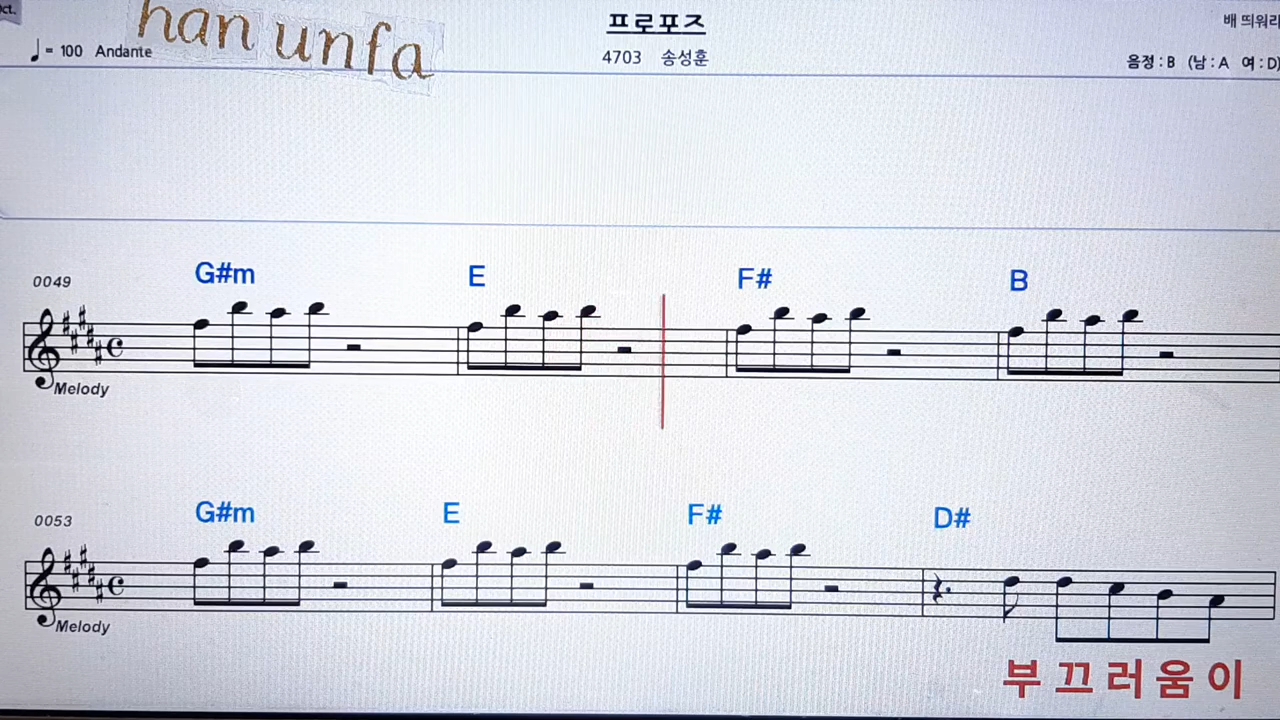 han unfa
프로포즈
배 띄워라
♩= 100 Andante
4703 송성훈
음정 : B (남 : A 여 : D)
0049
G#m E F# B
Melody
0053
G#m E F# D#
Melody
부 끄 러 움 이